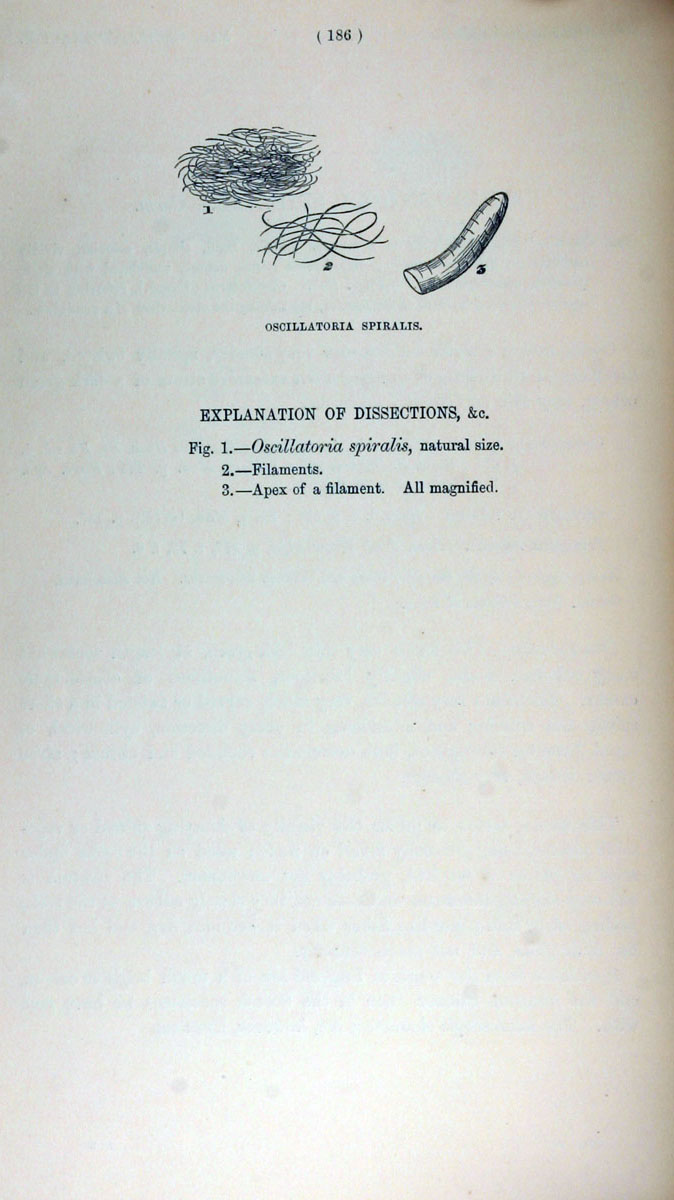 ( 186 )
1
2
3
OSCILLATORIA SPIRALIS.
EXPLANATION OF DISSECTIONS, &c.
Fig. 1.—Oscillatoria spiralis, natural size.
2.—Filaments.
3.—Apex of a filament. All magnified.